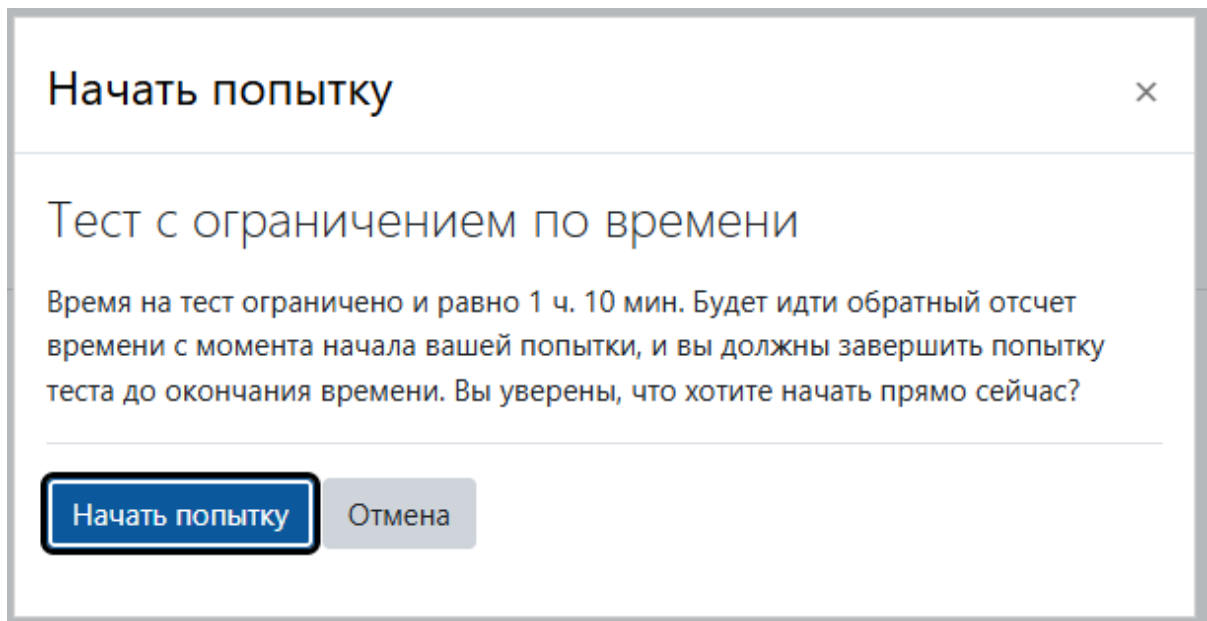 Начать попытку
×
Тест с ограничением по времени
Время на тест ограничено и равно 1 ч. 10 мин. Будет идти обратный отсчет
времени с момента начала вашей попытки, и вы должны завершить попытку
теста до окончания времени. Вы уверены, что хотите начать прямо сейчас?
Начать попытку Отмена